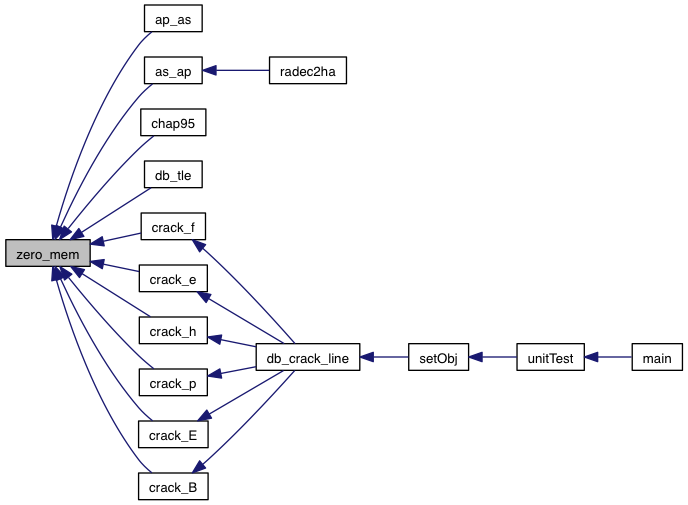 ap_as
as_ap
radec2ha
chap95
db_tle
crack_f
zero_mem
crack_e
crack_h
db_crack_line
setObj
unitTest
main
crack_p
crack_E
crack_B